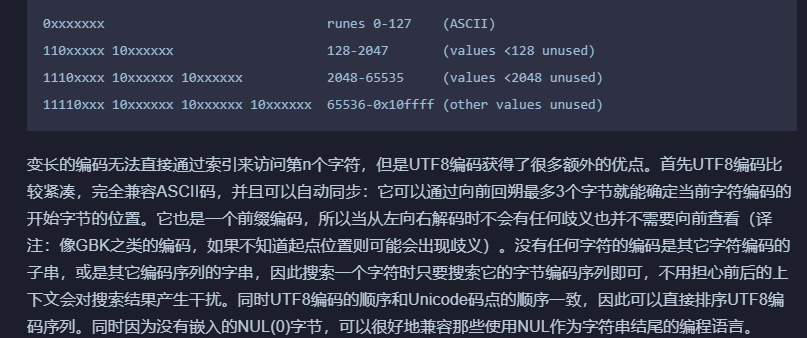 0xxxxxxx                             runes 0-127    (ASCII)
110xxxxx 10xxxxxx                    128-2047       (values <128 unused)
1110xxxx 10xxxxxx 10xxxxxx           2048-65535     (values <2048 unused)
11110xxx 10xxxxxx 10xxxxxx 10xxxxxx  65536-0x10ffff (other values unused)
变长的编码无法直接通过索引来访问第n个字符，但是UTF8编码获得了很多额外的优点。首先UTF8编码比
较紧凑，完全兼容ASCII码，并且可以自动同步：它可以通过向前回朔最多3个字节就能确定当前字符编码的
开始字节的位置。它也是一个前缀编码，所以当从左向右解码时不会有任何歧义也并不需要向前查看（译
注：像GBK之类的编码，如果不知道起点位置则可能会出现歧义）。没有任何字符的编码是其它字符编码的
子串，或是其它编码序列的字串，因此搜索一个字符时只要搜索它的字节编码序列即可，不用担心前后的上
下文会对搜索结果产生干扰。同时UTF8编码的顺序和Unicode码点的顺序一致，因此可以直接排序UTF8编
码序列。同时因为没有嵌入的NUL(0)字节，可以很好地兼容那些使用NUL作为字符串结尾的编程语言。